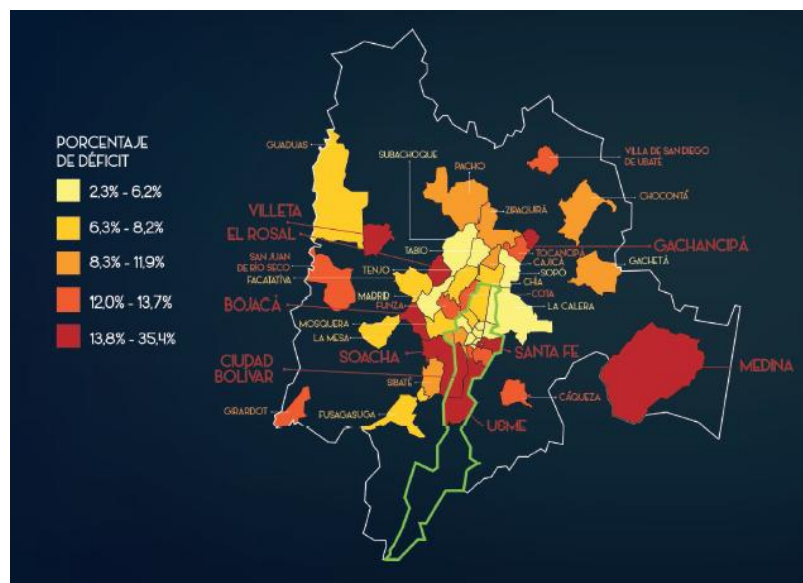 PORCENTAJE
DE DÉFICIT
2,3% - 6,2%
6,3% - 8,2%
8,3% - 11,9%
12,0% - 13,7%
13,8% - 35,4%
GUADUAS
SUBACHOQUE
PACHO
VILLA DE SAN DIEGO
DE UBATÉ
CHOCONTÁ
ZIPAQUIRÁ
VILLETA
EL ROSAL
TABIO
TOCANCIPÁ
GACHANCIPÁ
CAJICÁ
SAN JUAN
DE RÍO SECO
TENJO
SOPÓ
GACHETÁ
FACATATIVÁ
CHÍA
MADRID
COTA
FUNZA
LA CALERA
BOJACÁ
MOSQUERA
LA MESA
SOACHA
SANTA FE
CIUDAD
BOLÍVAR
MEDINA
SIBATÉ
CÁQUEZA
GIRARDOT
FUSAGASUGA
USME